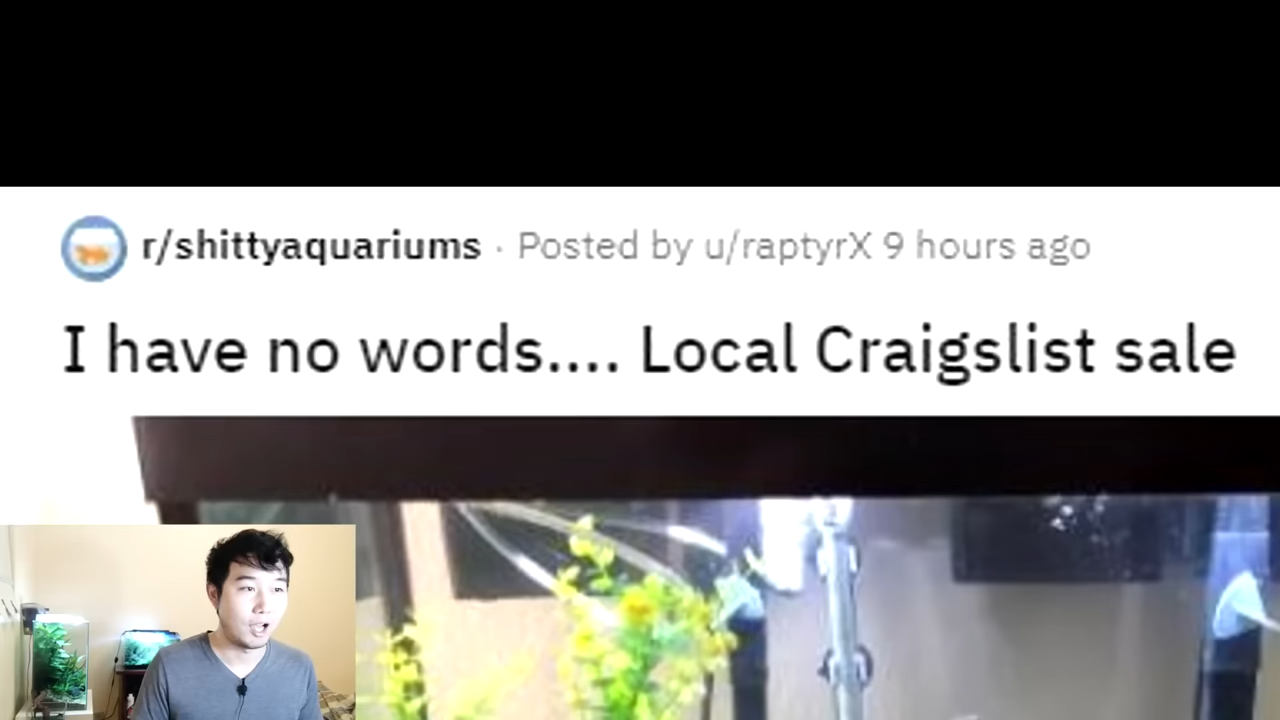 r/shittyaquariums · Posted by u/raptyrX 9 hours ago
I have no words.... Local Craigslist sale